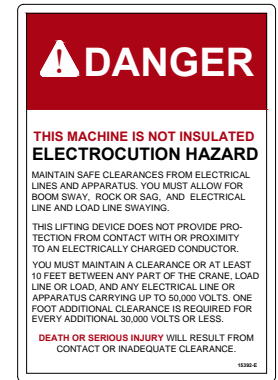 DANGER
THIS MACHINE IS NOT INSULATED
ELECTROCUTION HAZARD
MAINTAIN SAFE CLEARANCES FROM ELECTRICAL
LINES AND APPARATUS. YOU MUST ALLOW FOR
BOOM SWAY, ROCK OR SAG, AND ELECTRICAL
LINE AND LOAD LINE SWAYING.
THIS LIFTING DEVICE DOES NOT PROVIDE PRO-
TECTION FROM CONTACT WITH OR PROXIMITY
TO AN ELECTRICALLY CHARGED CONDUCTOR.
YOU MUST MAINTAIN A CLEARANCE OR AT LEAST
10 FEET BETWEEN ANY PART OF THE CRANE, LOAD
LINE OR LOAD, AND ANY ELECTRICAL LINE OR
APPARATUS CARRYING UP TO 50,000 VOLTS. ONE
FOOT ADDITIONAL CLEARANCE IS REQUIRED FOR
EVERY ADDITIONAL 30,000 VOLTS OR LESS.
DEATH OR SERIOUS INJURY WILL RESULT FROM
CONTACT OR INADEQUATE CLEARANCE.
15392-E